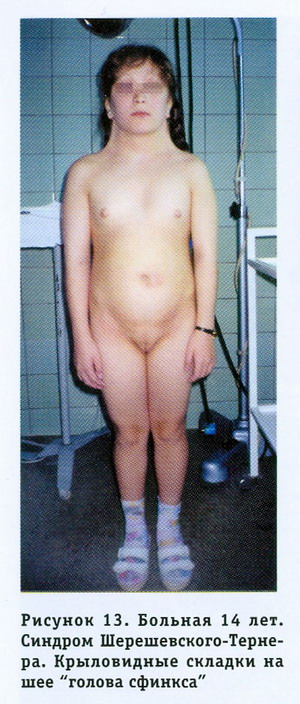 Рисунок 13. Больная 14 лет.
Синдром Шерешевского-Терне-
ра. Крыловидные складки на
шее “голова сфинкса”